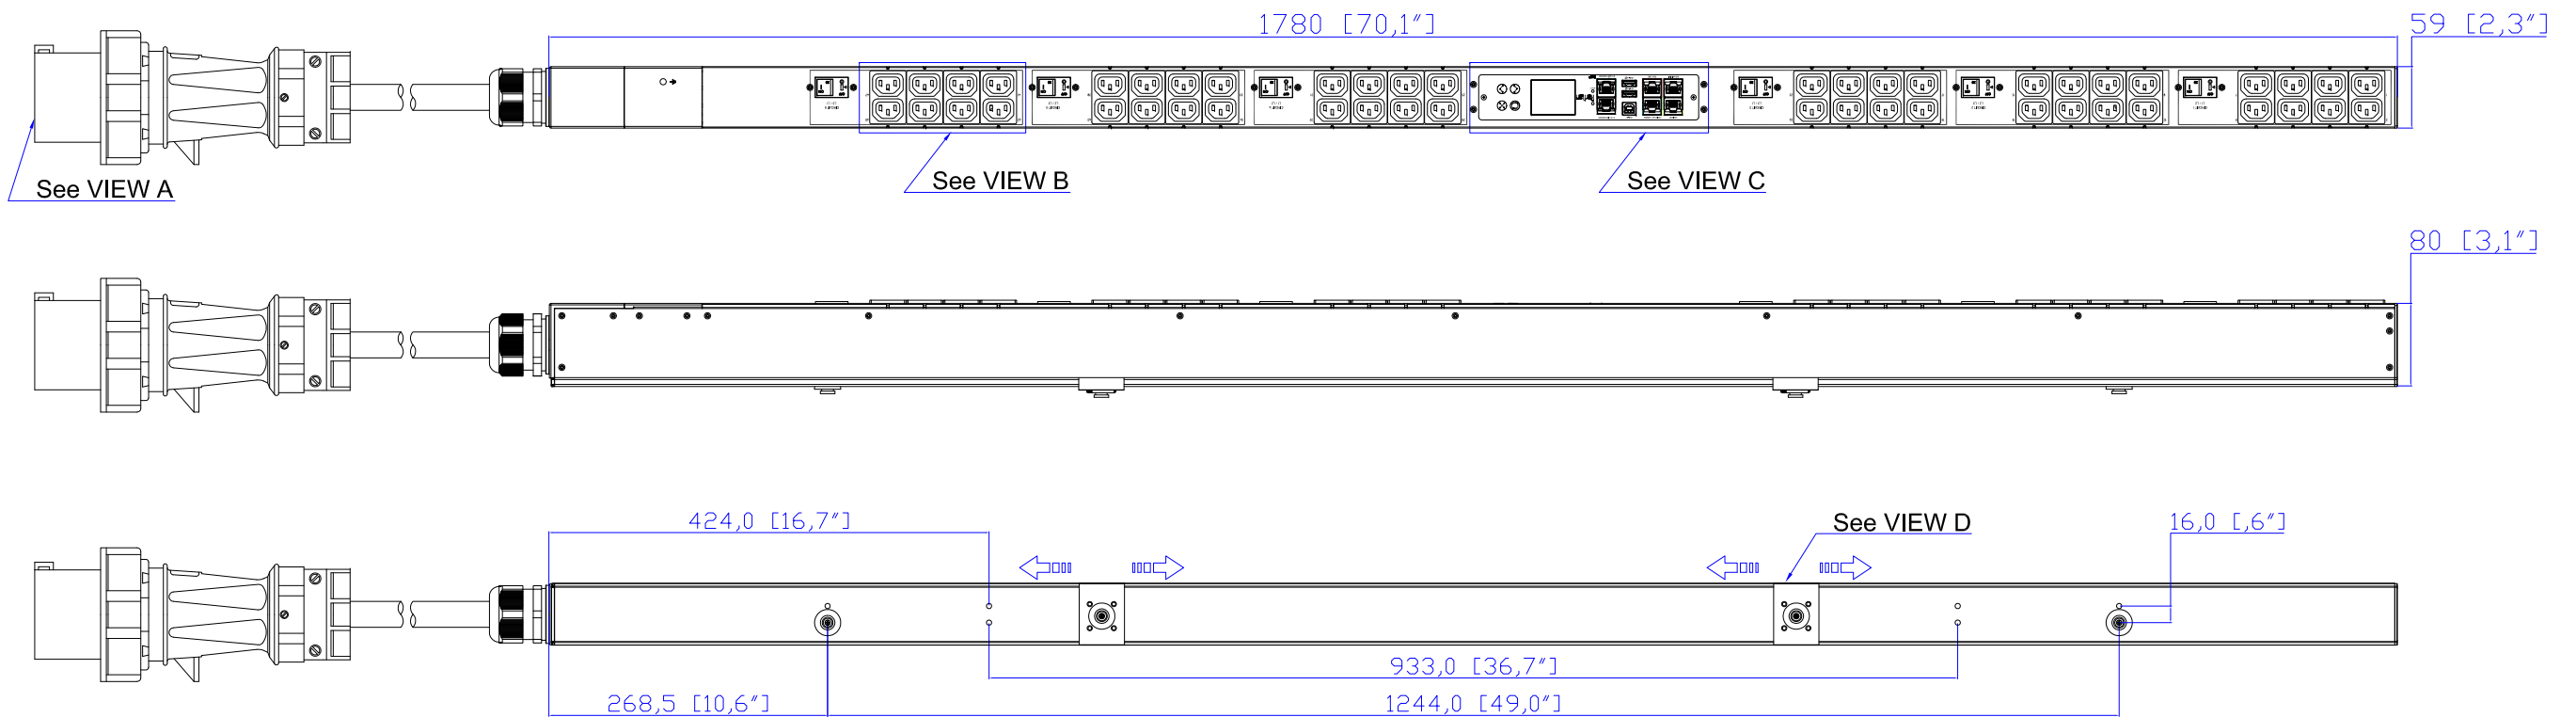 1780 [70,1"]
59 [2,3"]
See VIEW A
See VIEW B
See VIEW C
80 [3,1"]
424,0 [16,7"]
See VIEW D
16,0 [,6"]
933,0 [36,7"]
268,5 [10,6"]
1244,0 [49,0"]